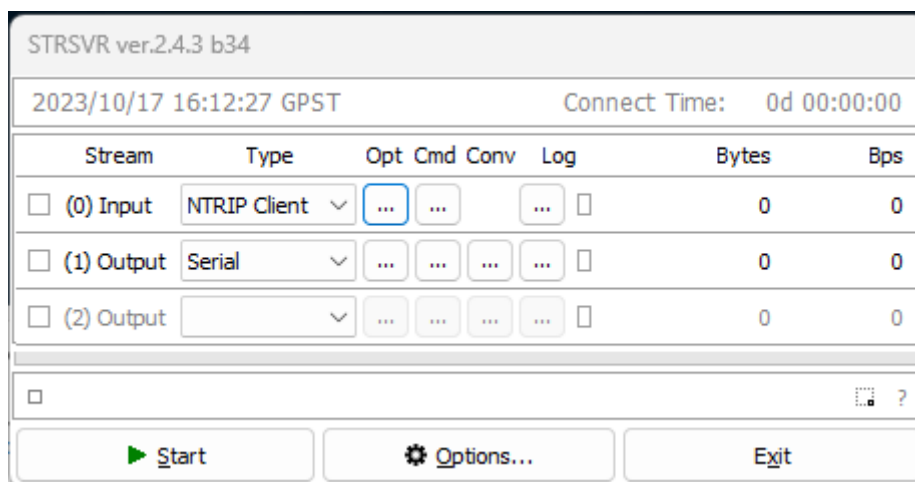 STRSVR ver.2.4.3 b34
2023/10/17 16:12:27 GPST Connect Time: 0d 00:00:00
Stream Type Opt Cmd Conv Log Bytes Bps
(0) Input NTRIP Client ... ... ... 0 0
(1) Output Serial ... ... ... ... 0 0
(2) Output ... ... ... ... 0 0
?
Start Options... Exit